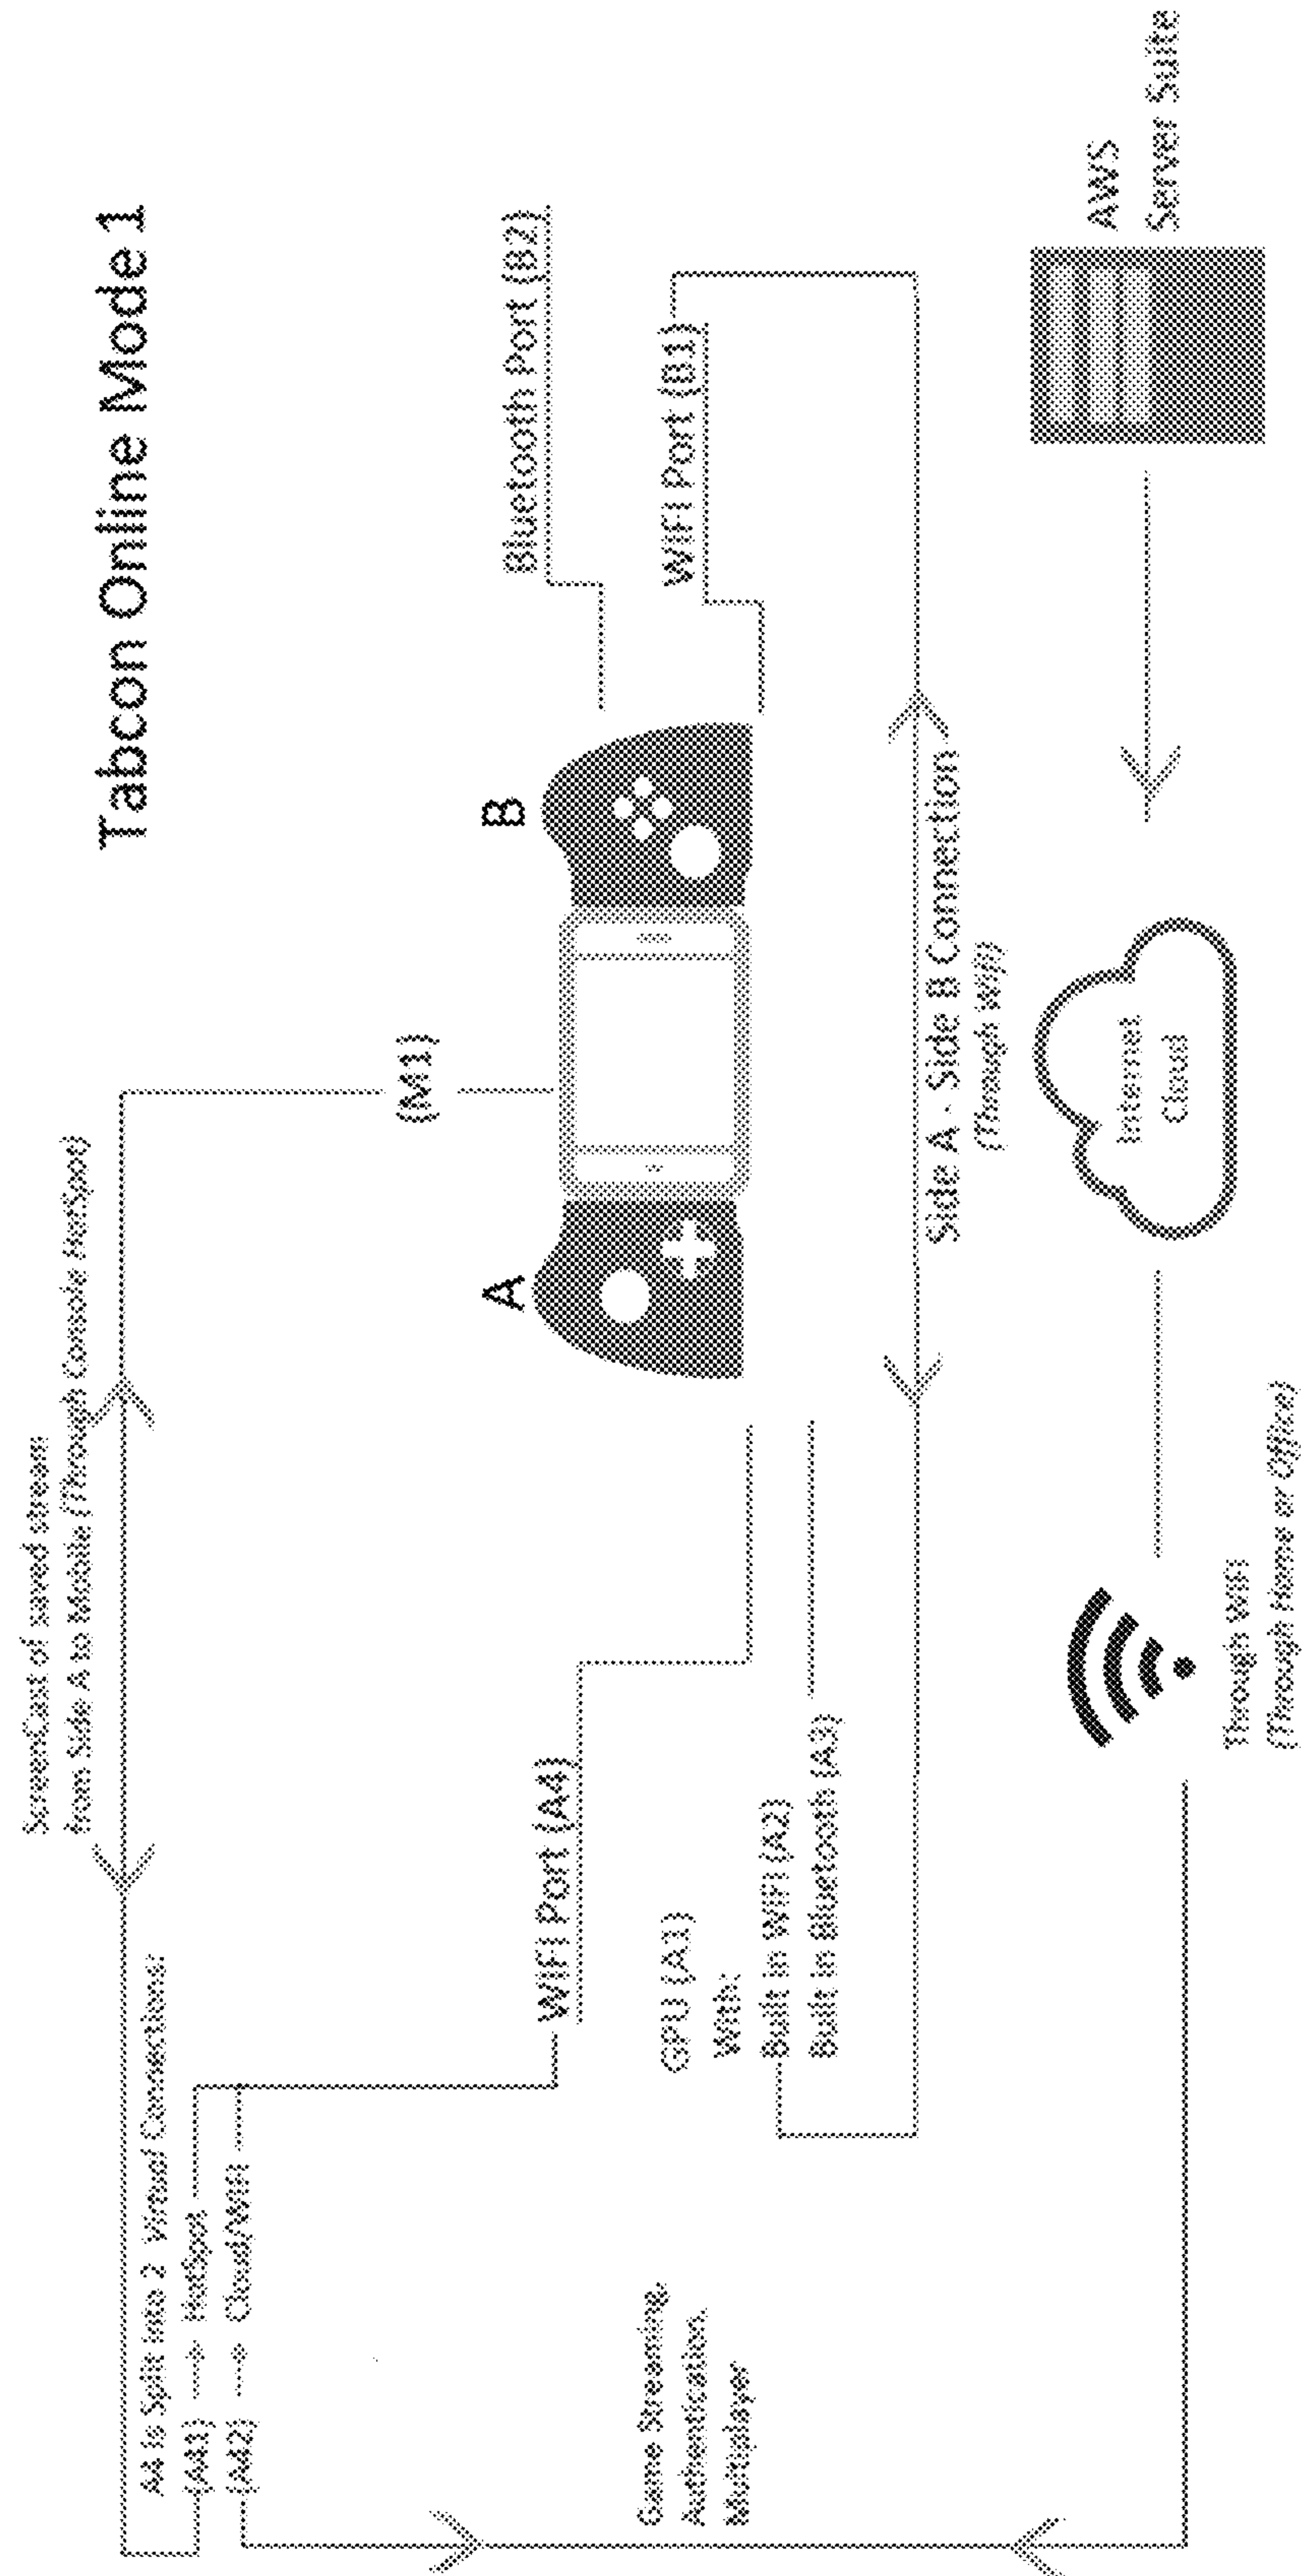 Tabcon Online Mode 1
ScreenCast of saved stream
from Side A to Mobile (Through Console HotSpot)
A4 is Split into 2 Virtual Connections:
(A41) → HotSpot
(A42) → Cloud/WIFI
(M1)
A
B
Bluetooth Port (B2)
WIFI Port (B1)
WIFI Port (A4)
GPU (A1)
With:
Built in WIFI (A2)
Built in Bluetooth (A3)
Game Streaming,
Authentication,
Multiplayer
Side A - Side B Connection
(Through Wifi)
Through WIFI
(Through Home or Office)
Internet
Cloud
AWS
Server Suite